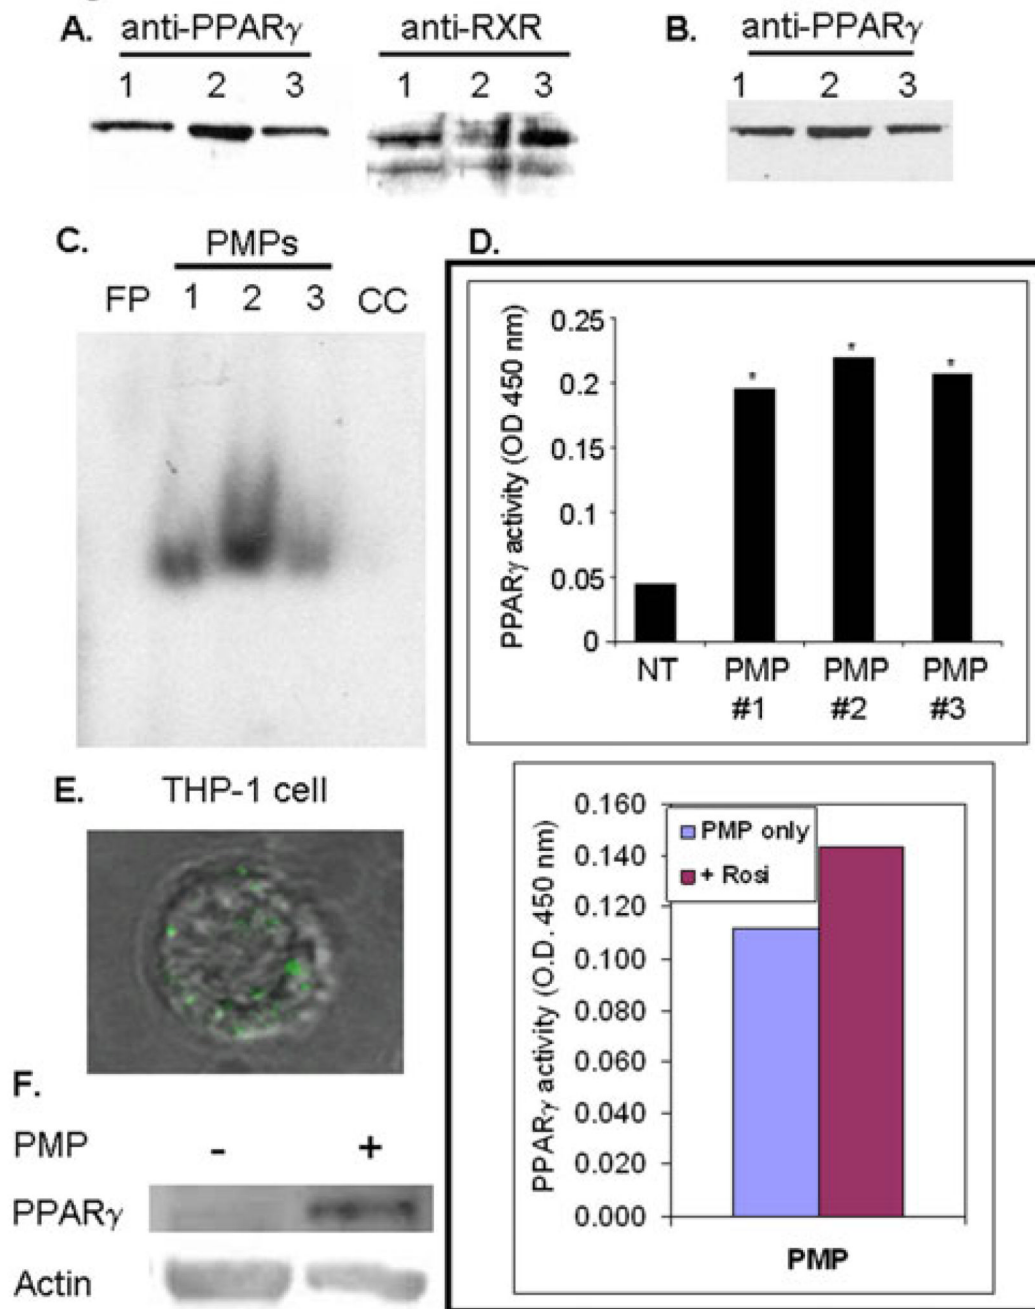 A.
anti-PPARγ
1 2 3
anti-RXR
1 2 3
B.
anti-PPARγ
1 2 3
C.
PMPs
FP 1 2 3 CC
D.
PPARγ activity (OD 450 nm)
0.25
0.2
0.15
0.1
0.05
0
* * *
NT PMP PMP PMP
#1 #2 #3
E.
THP-1 cell
PPARγ activity (O.D. 450 nm)
0.160
0.140
0.120
0.100
0.080
0.060
0.040
0.020
0.000
PMP only
+ Rosi
PMP
F.
PMP - +
PPARγ
Actin